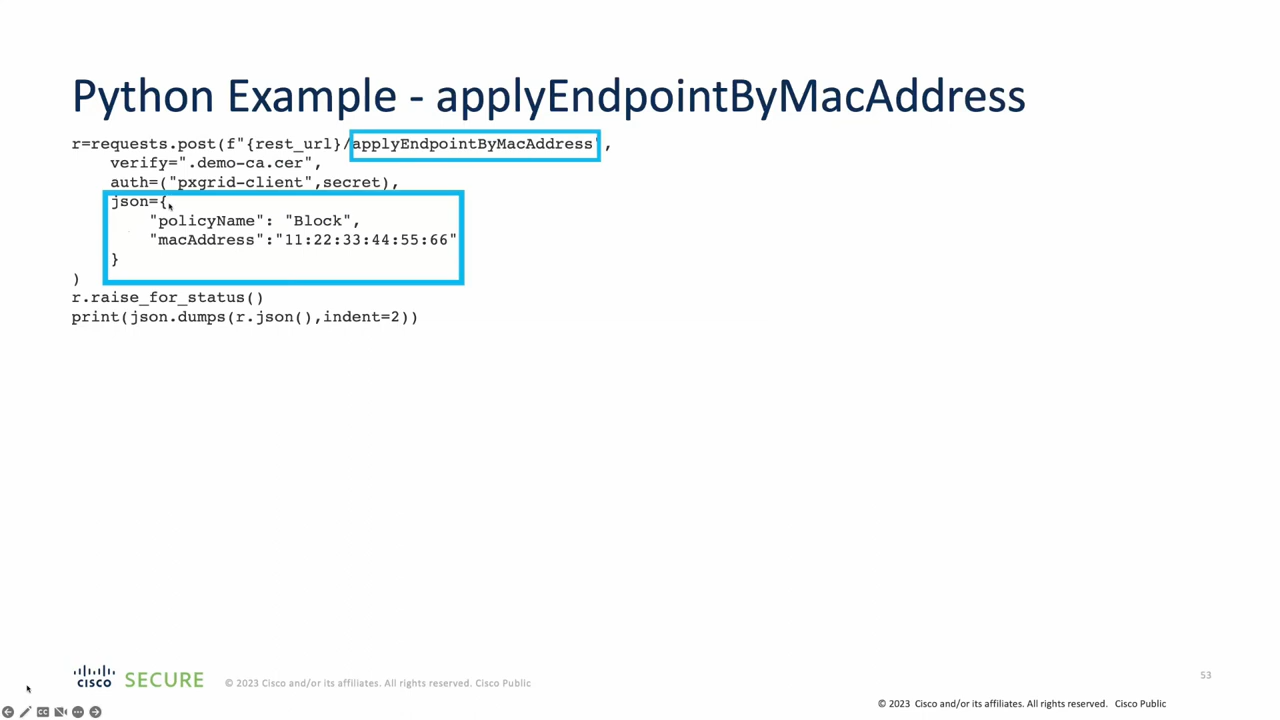 Python Example - applyEndpointByMacAddress
r=requests.post(f"{rest_url}/applyEndpointByMacAddress",
verify=".demo-ca.cer",
auth=("pxgrid-client",secret),
json={
"policyName": "Block",
"macAddress":"11:22:33:44:55:66"
}
)
r.raise_for_status()
print(json.dumps(r.json(),indent=2))
CISCO SECURE © 2023 Cisco and/or its affiliates. All rights reserved. Cisco Public
53
© 2023 Cisco and/or its affiliates. All rights reserved. Cisco Public
CC